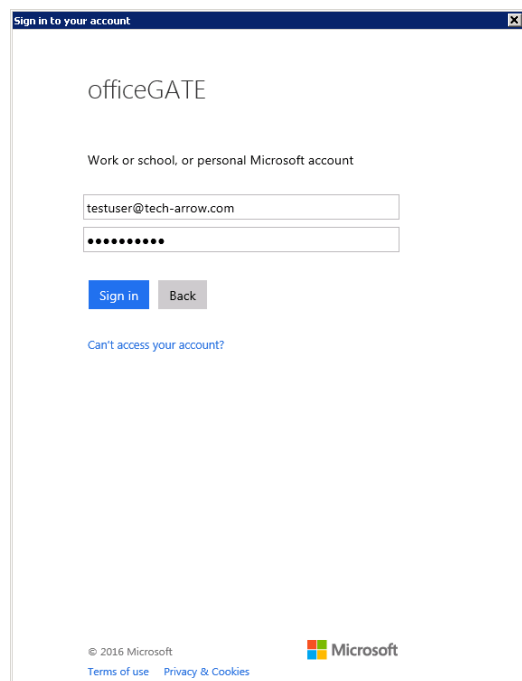 Sign in to your account
officeGATE
Work or school, or personal Microsoft account
testuser@tech-arrow.com
●●●●●●●●●●
Sign in Back
Can't access your account?
© 2016 Microsoft
Microsoft
Terms of use Privacy & Cookies